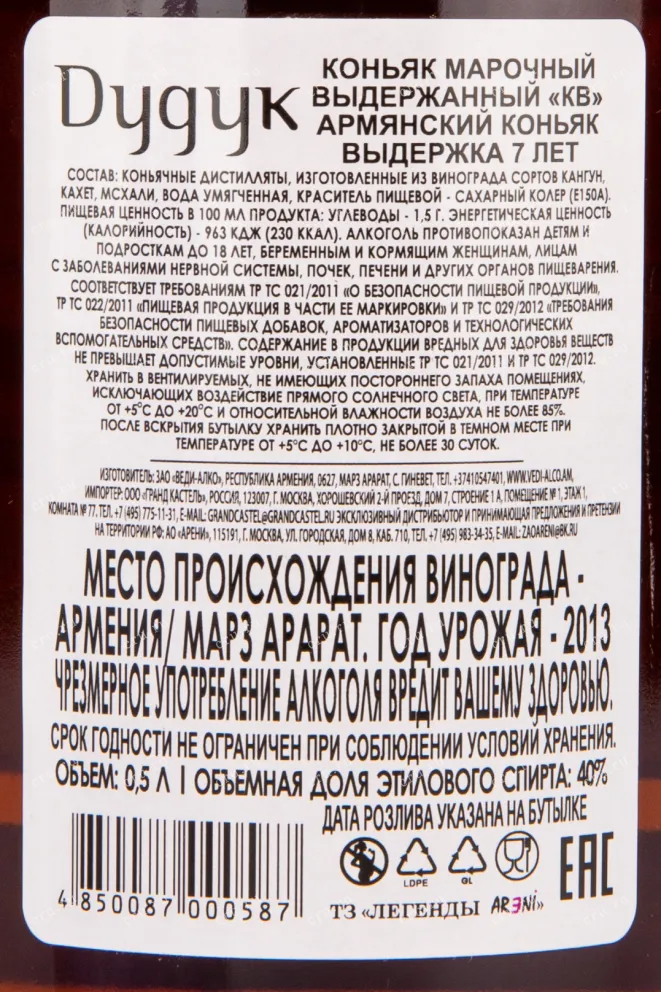 Дудук
КОНЬЯК МАРОЧНЫЙ
ВЫДЕРЖАННЫЙ «КВ»
АРМЯНСКИЙ КОНЬЯК
ВЫДЕРЖКА 7 ЛЕТ
СОСТАВ: КОНЬЯЧНЫЕ ДИСТИЛЛЯТЫ, ИЗГОТОВЛЕННЫЕ ИЗ ВИНОГРАДА СОРТОВ КАНГУН,
КАХЕТ, МСХАЛИ, ВОДА УМЯГЧЕННАЯ, КРАСИТЕЛЬ ПИЩЕВОЙ - САХАРНЫЙ КОЛЕР (Е150А).
ПИЩЕВАЯ ЦЕННОСТЬ В 100 МЛ ПРОДУКТА: УГЛЕВОДЫ - 1,5 Г. ЭНЕРГЕТИЧЕСКАЯ ЦЕННОСТЬ
(КАЛОРИЙНОСТЬ) - 963 КДЖ (230 ККАЛ). АЛКОГОЛЬ ПРОТИВОПОКАЗАН ДЕТЯМ И
ПОДРОСТКАМ ДО 18 ЛЕТ, БЕРЕМЕННЫМ И КОРМЯЩИМ ЖЕНЩИНАМ, ЛИЦАМ
С ЗАБОЛЕВАНИЯМИ НЕРВНОЙ СИСТЕМЫ, ПОЧЕК, ПЕЧЕНИ И ДРУГИХ ОРГАНОВ ПИЩЕВАРЕНИЯ.
СООТВЕТСТВУЕТ ТРЕБОВАНИЯМ ТР ТС 021/2011 «О БЕЗОПАСНОСТИ ПИЩЕВОЙ ПРОДУКЦИИ»,
ТР ТС 022/2011 «ПИЩЕВАЯ ПРОДУКЦИЯ В ЧАСТИ ЕЕ МАРКИРОВКИ» И ТР ТС 029/2012 «ТРЕБОВАНИЯ
БЕЗОПАСНОСТИ ПИЩЕВЫХ ДОБАВОК, АРОМАТИЗАТОРОВ И ТЕХНОЛОГИЧЕСКИХ
ВСПОМОГАТЕЛЬНЫХ СРЕДСТВ». СОДЕРЖАНИЕ В ПРОДУКЦИИ ВРЕДНЫХ ДЛЯ ЗДОРОВЬЯ ВЕЩЕСТВ
НЕ ПРЕВЫШАЕТ ДОПУСТИМЫЕ УРОВНИ, УСТАНОВЛЕННЫЕ ТР ТС 021/2011 И ТР ТС 029/2012.
ХРАНИТЬ В ВЕНТИЛИРУЕМЫХ, НЕ ИМЕЮЩИХ ПОСТОРОННЕГО ЗАПАХА ПОМЕЩЕНИЯХ,
ИСКЛЮЧАЮЩИХ ВОЗДЕЙСТВИЕ ПРЯМОГО СОЛНЕЧНОГО СВЕТА, ПРИ ТЕМПЕРАТУРЕ
ОТ +5°С ДО +20°С И ОТНОСИТЕЛЬНОЙ ВЛАЖНОСТИ ВОЗДУХА НЕ БОЛЕЕ 85%.
ПОСЛЕ ВСКРЫТИЯ БУТЫЛКУ ХРАНИТЬ ПЛОТНО ЗАКРЫТОЙ В ТЕМНОМ МЕСТЕ ПРИ
ТЕМПЕРАТУРЕ ОТ +5°С ДО +10°С, НЕ БОЛЕЕ 30 СУТОК.
ИЗГОТОВИТЕЛЬ: ЗАО «ВЕДИ-АЛКО», РЕСПУБЛИКА АРМЕНИЯ, 0627, МАРЗ АРАРАТ, С. ГИНЕВЕТ, ТЕЛ. +37410547401, WWW.VEDI-ALCO.AM,
ИМПОРТЕР: ООО «ГРАНД КАСТЕЛЬ», РОССИЯ, 123007, Г. МОСКВА, ХОРОШЕВСКИЙ 2-Й ПРОЕЗД, ДОМ 7, СТРОЕНИЕ 1 А, ПОМЕЩЕНИЕ № 1, ЭТАЖ 1,
КОМНАТА № 77. ТЕЛ. +7 (495) 775-11-31, E-MAIL: GRANDCASTEL@GRANDCASTEL.RU ЭКСКЛЮЗИВНЫЙ ДИСТРИБЬЮТОР И ПРИНИМАЮЩАЯ ПРЕДЛОЖЕНИЯ И ПРЕТЕНЗИИ
НА ТЕРРИТОРИИ РФ: АО «АРЕНИ», 115191, Г. МОСКВА, УЛ. ГОРОДСКАЯ, ДОМ 8, КАБ. 710, ТЕЛ. +7 (495) 983-34-35, E-MAIL: ZAOARENI@BK.RU
МЕСТО ПРОИСХОЖДЕНИЯ ВИНОГРАДА -
АРМЕНИЯ/ МАРЗ АРАРАТ. ГОД УРОЖАЯ - 2013
ЧРЕЗМЕРНОЕ УПОТРЕБЛЕНИЕ АЛКОГОЛЯ ВРЕДИТ ВАШЕМУ ЗДОРОВЬЮ.
СРОК ГОДНОСТИ НЕ ОГРАНИЧЕН ПРИ СОБЛЮДЕНИИ УСЛОВИЙ ХРАНЕНИЯ.
ОБЪЕМ: 0,5 Л | ОБЪЕМНАЯ ДОЛЯ ЭТИЛОВОГО СПИРТА: 40%
ДАТА РОЗЛИВА УКАЗАНА НА БУТЫЛКЕ
LDPE
GL
EAC
4 850087 000587
ТЗ «ЛЕГЕНДЫ ARЭNi»